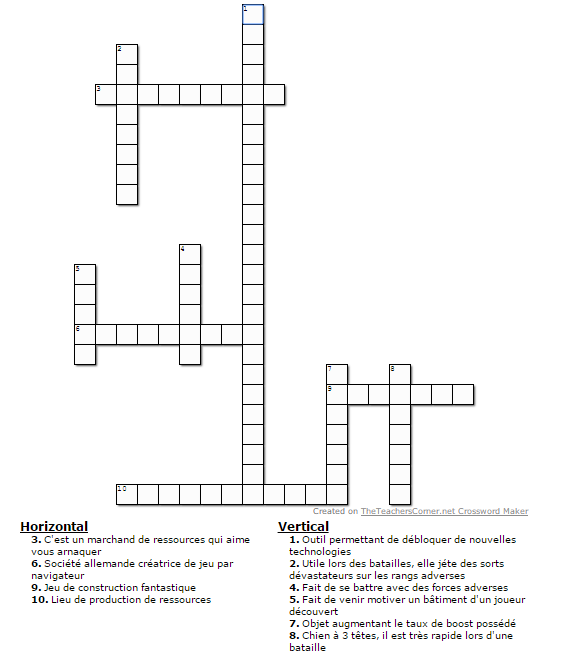 1
2
3
4
5
6
7
8
9
10
Created on TheTeachersCorner.net Crossword Maker
Horizontal
3. C'est un marchand de ressources qui aime
vous arnaquer
6. Société allemande créatrice de jeu par
navigateur
9. Jeu de construction fantastique
10. Lieu de production de ressources
Vertical
1. Outil permettant de débloquer de nouvelles
technologies
2. Utile lors des batailles, elle jéte des sorts
dévastateurs sur les rangs adverses
4. Fait de se battre avec des forces adverses
5. Fait de venir motiver un bâtiment d'un joueur
découvert
7. Objet augmentant le taux de boost possédé
8. Chien à 3 têtes, il est très rapide lors d'une
bataille